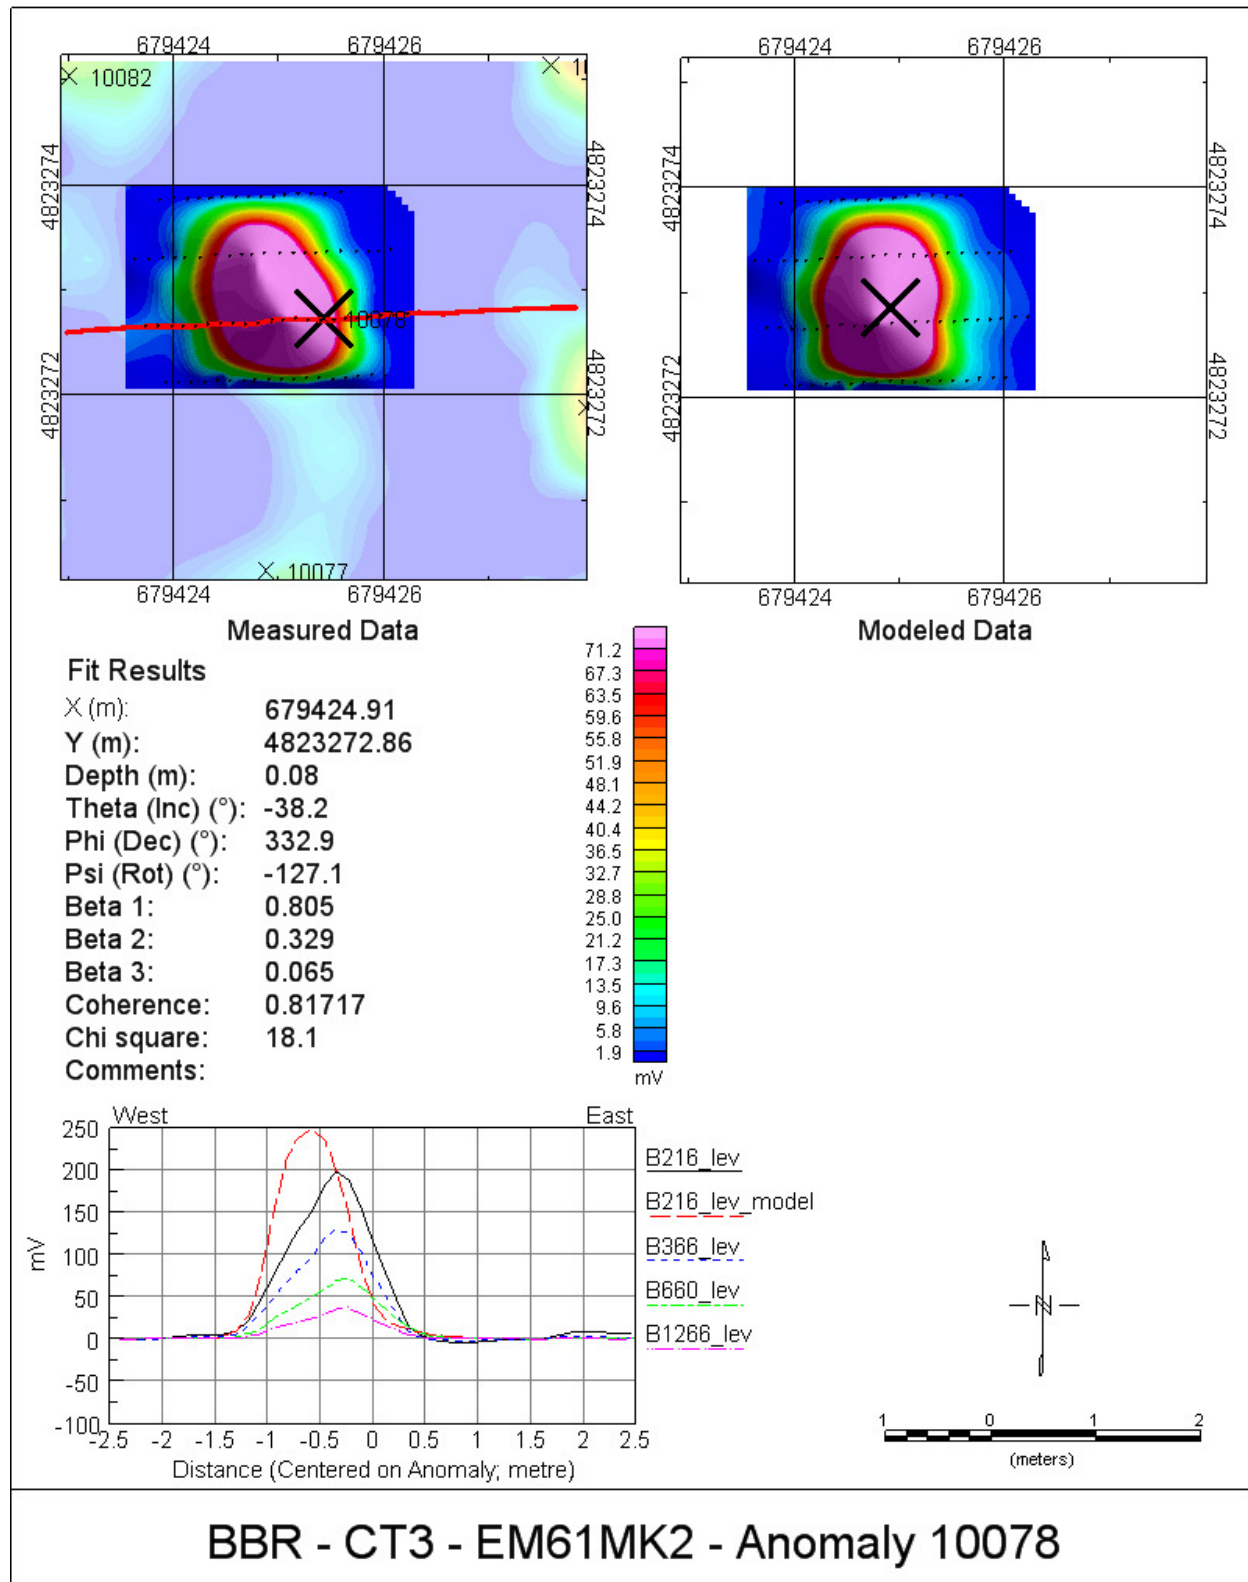 679424 679426
679424 679426
10082
10
4823274
4823274
4823274
4823274
10078
4823272
4823272
4823272
4823272
10077
679424 679426
679424 679426
Measured Data
Modeled Data
Fit Results
X (m): 679424.91
Y (m): 4823272.86
Depth (m): 0.08
Theta (Inc) (°): -38.2
Phi (Dec) (°): 332.9
Psi (Rot) (°): -127.1
Beta 1: 0.805
Beta 2: 0.329
Beta 3: 0.065
Coherence: 0.81717
Chi square: 18.1
Comments:
71.2
67.3
63.5
59.6
55.8
51.9
48.1
44.2
40.4
36.5
32.7
28.8
25.0
21.2
17.3
13.5
9.6
5.8
1.9
mV
West East
250
200
150
100
50
0
-50
-100
mV
-2.5 -2 -1.5 -1 -0.5 0 0.5 1 1.5 2 2.5
Distance (Centered on Anomaly; metre)
B216_lev
B216_lev_model
B366_lev
B660_lev
B1266_lev
N
1 0 1 2
(meters)
BBR - CT3 - EM61MK2 - Anomaly 10078